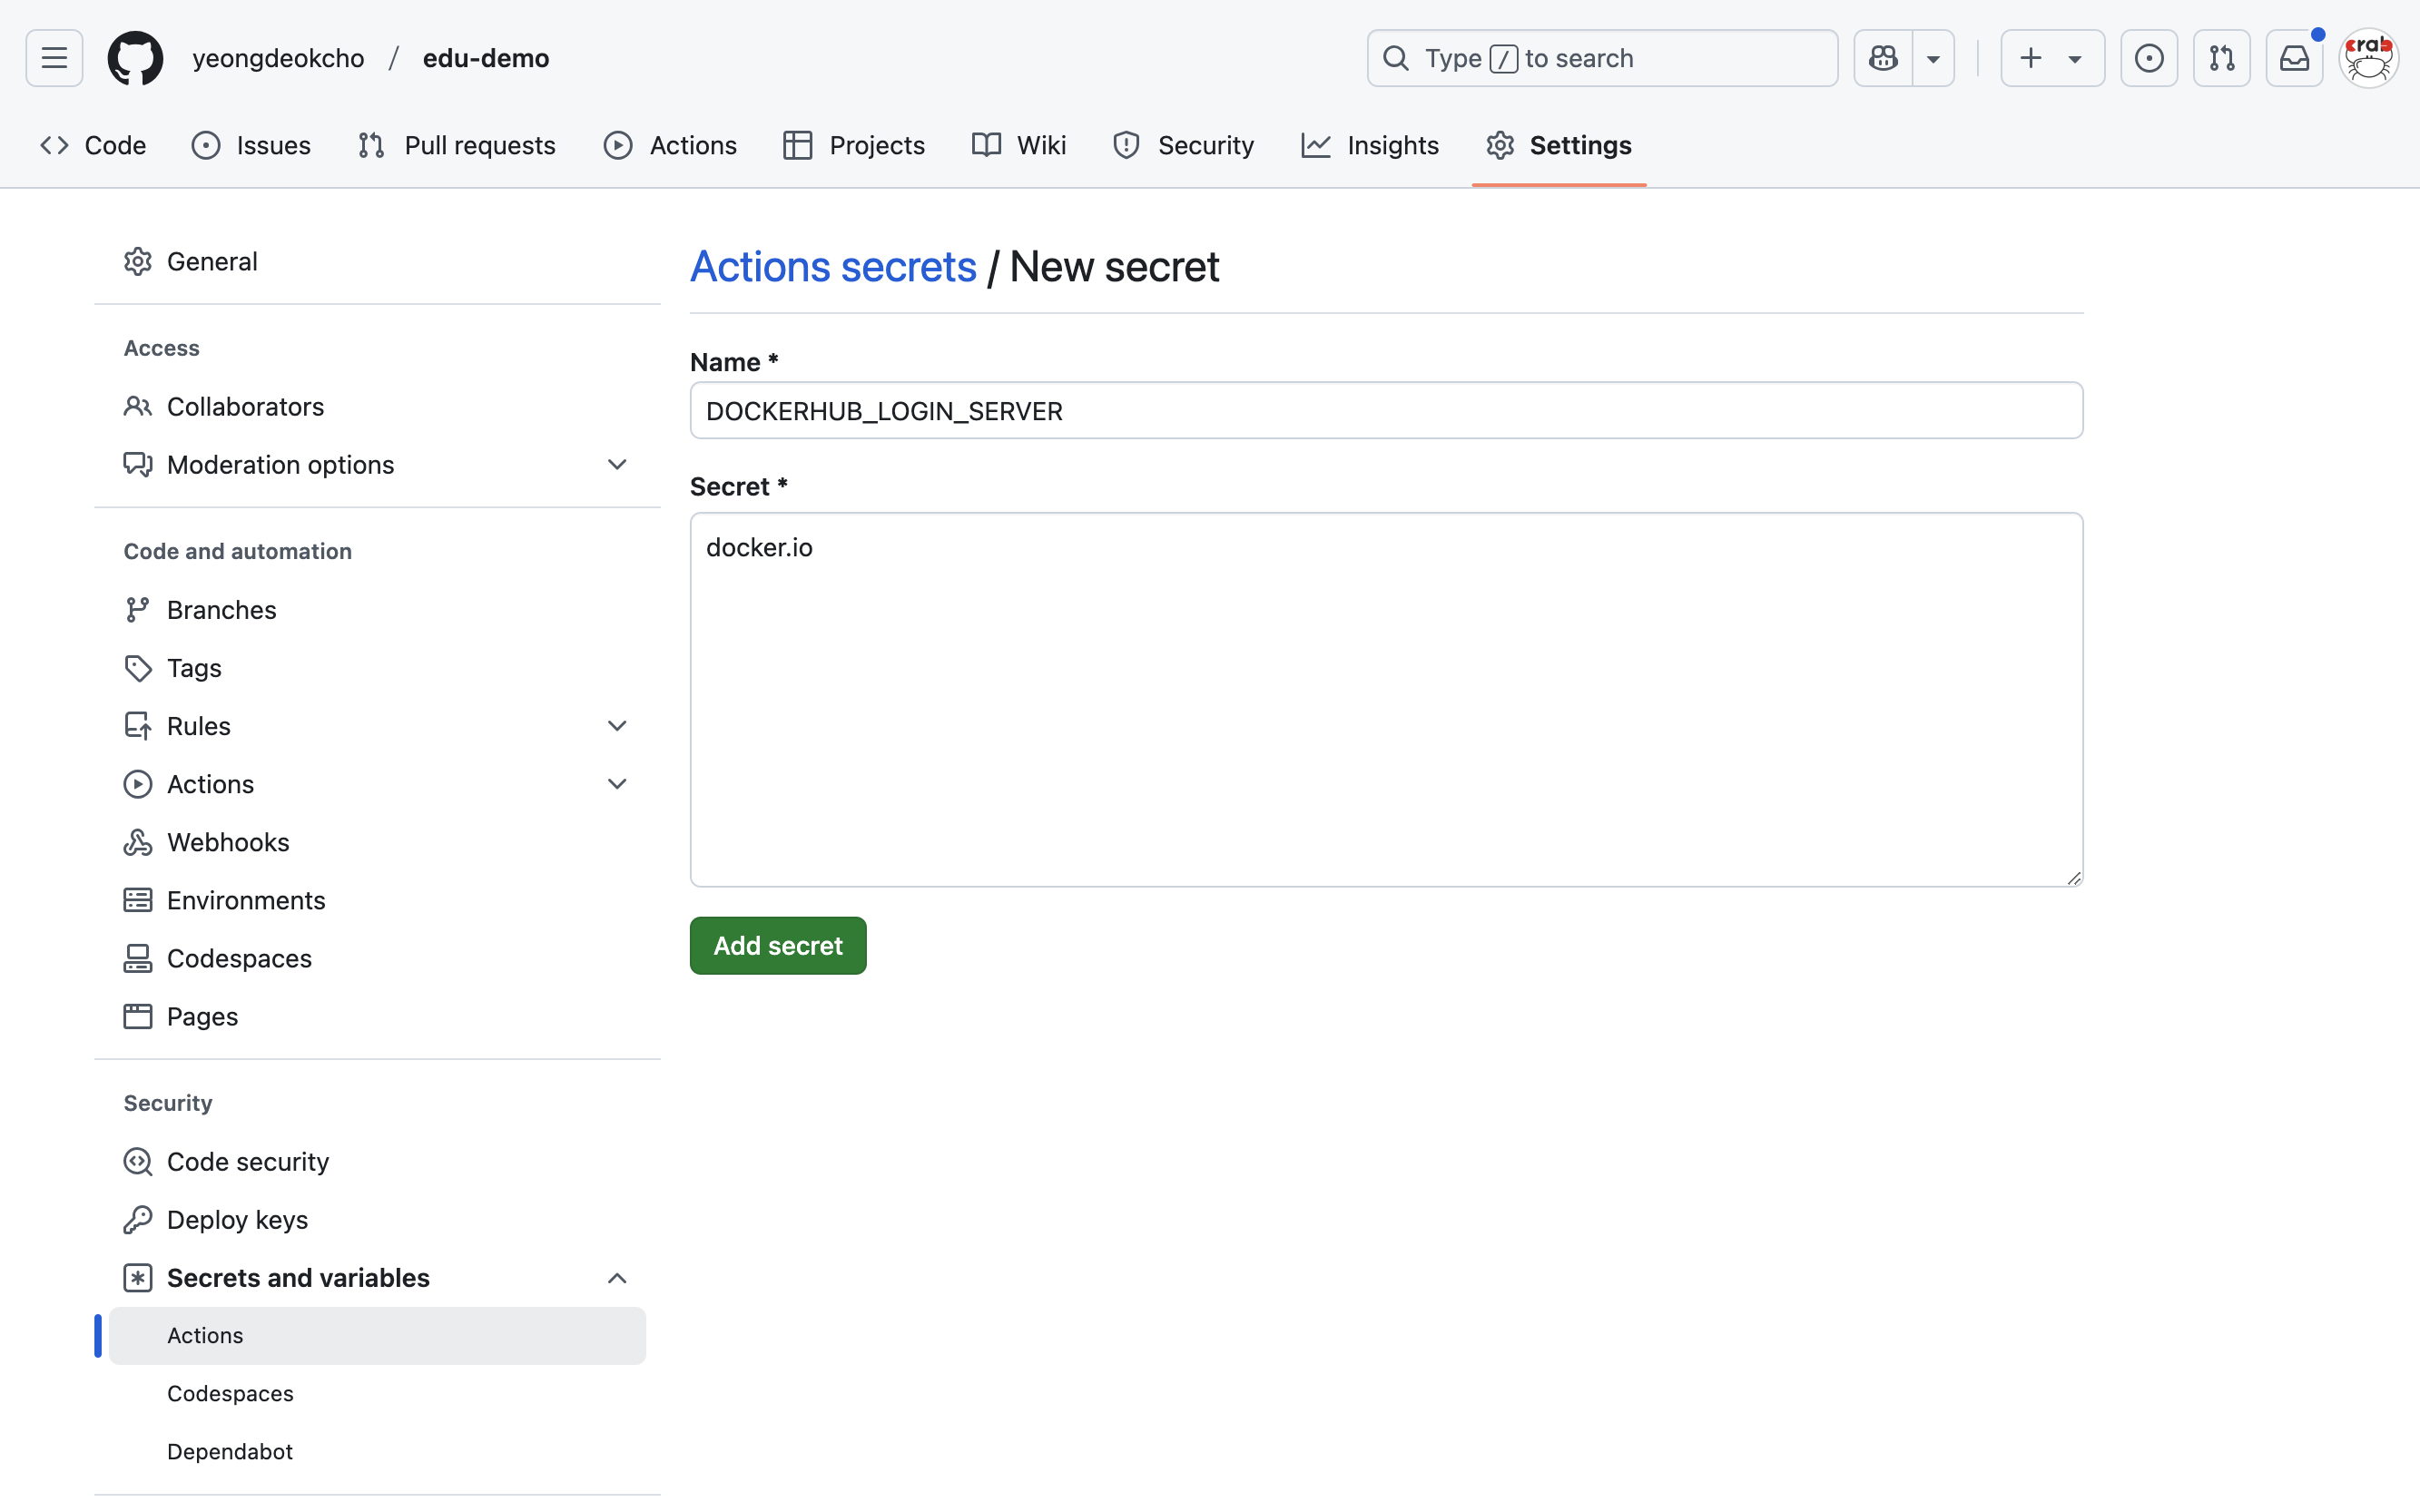 yeongdeokcho / edu-demo
Type / to search
crab
Code Issues Pull requests Actions Projects Wiki Security Insights Settings
General
Access
Collaborators
Moderation options
Code and automation
Branches
Tags
Rules
Actions
Webhooks
Environments
Codespaces
Pages
Security
Code security
Deploy keys
Secrets and variables
Actions
Codespaces
Dependabot
Actions secrets / New secret
Name *
DOCKERHUB_LOGIN_SERVER
Secret *
docker.io
Add secret